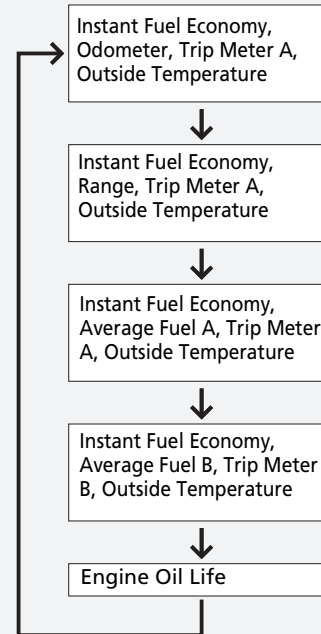 Instant Fuel Economy,
Odometer, Trip Meter A,
Outside Temperature
Instant Fuel Economy,
Range, Trip Meter A,
Outside Temperature
Instant Fuel Economy,
Average Fuel A, Trip Meter
A, Outside Temperature
Instant Fuel Economy,
Average Fuel B, Trip Meter
B, Outside Temperature
Engine Oil Life